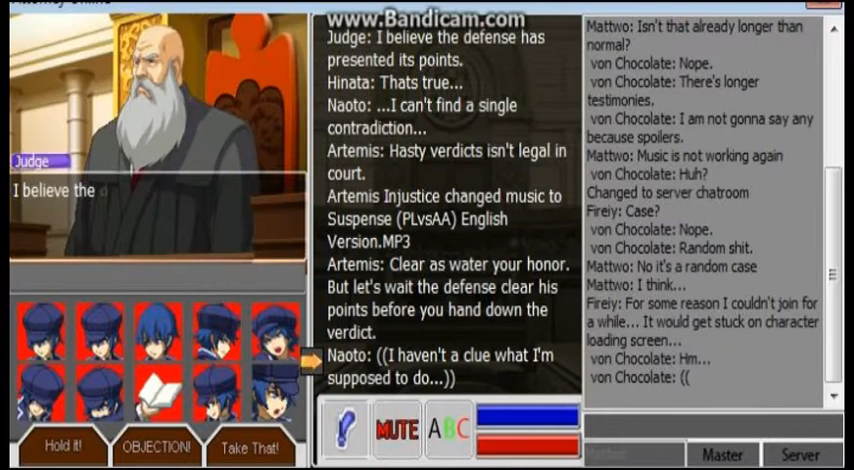 Attorney Online
www.Bandicam.com
Judge
I believe the
Hold it!
OBJECTION!
Take That!
Judge: I believe the defense has
presented its points.
Hinata: Thats true...
Naoto: ...I can't find a single
contradiction...
Artemis: Hasty verdicts isn't legal in
court.
Artemis Injustice changed music to
Suspense (PLvsAA) English
Version.MP3
Artemis: Clear as water your honor.
But let's wait the defense clear his
points before you hand down the
verdict.
Naoto: ((I haven't a clue what I'm
supposed to do...))
MUTE
ABC
Mattwo: Isn't that already longer than
normal?
von Chocolate: Nope.
von Chocolate: There's longer
testimonies.
von Chocolate: I am not gonna say any
because spoilers.
Mattwo: Music is not working again
von Chocolate: Huh?
Changed to server chatroom
Fireiy: Case?
von Chocolate: Nope.
von Chocolate: Random shit.
Mattwo: No it's a random case
Mattwo: I think...
Fireiy: For some reason I couldn't join for
a while... It would get stuck on character
loading screen...
von Chocolate: Hm...
von Chocolate: ((
Master
Server